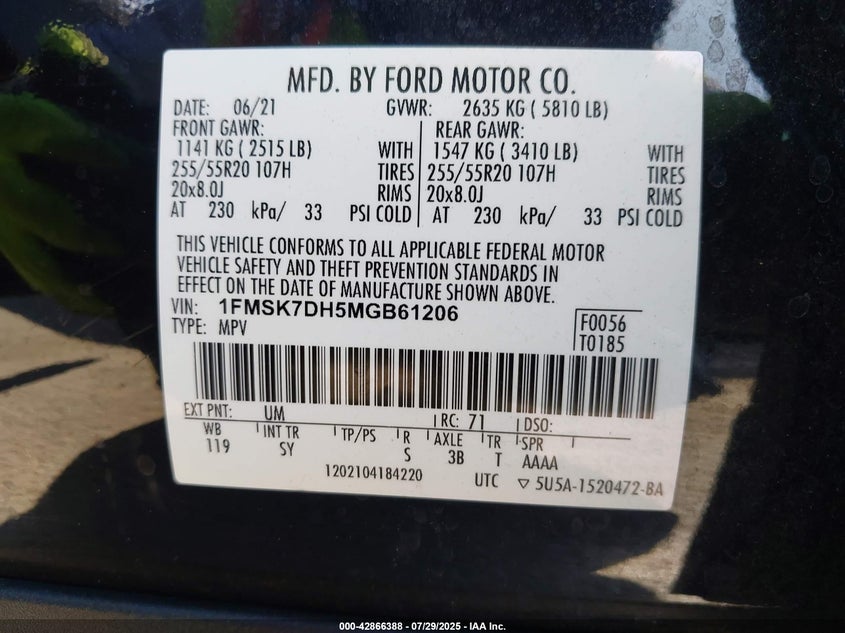 MFD. BY FORD MOTOR CO.
DATE: 06/21 GVWR: 2635 KG ( 5810 LB)
FRONT GAWR: REAR GAWR:
1141 KG ( 2515 LB) WITH 1547 KG ( 3410 LB) WITH
255/55R20 107H TIRES 255/55R20 107H TIRES
20x8.0J RIMS 20x8.0J RIMS
AT 230 kPa/ 33 PSI COLD AT 230 kPa/ 33 PSI COLD
THIS VEHICLE CONFORMS TO ALL APPLICABLE FEDERAL MOTOR
VEHICLE SAFETY AND THEFT PREVENTION STANDARDS IN
EFFECT ON THE DATE OF MANUFACTURE SHOWN ABOVE.
VIN: 1FMSK7DH5MGB61206
TYPE: MPV
F0056
T0185
EXT PNT: UM RC: 71 DSO:
WB INT TR TP/PS R AXLE TR SPR
119 SY S 3B T AAAA
1202104184220 UTC ▽ 5U5A-1520472-BA
000-42866388 - 07/29/2025 - IAA Inc.